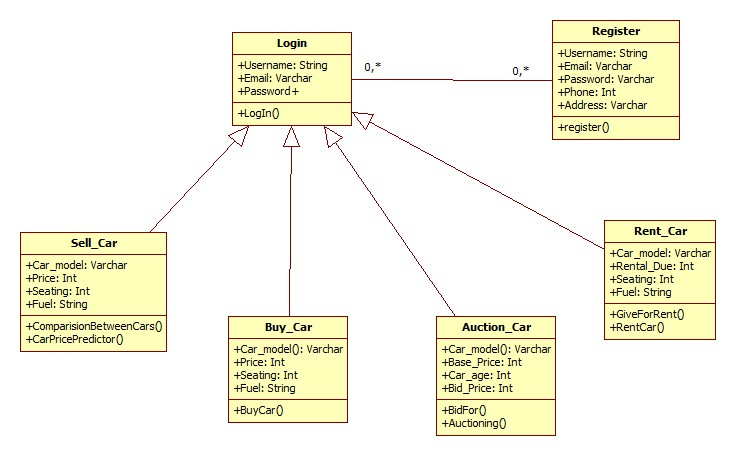 Login
+Username: String
+Email: Varchar
+Password+
+LogIn()
0,*
0,*
Register
+Username: String
+Email: Varchar
+Password: Varchar
+Phone: Int
+Address: Varchar
+register()
Sell_Car
+Car_model: Varchar
+Price: Int
+Seating: Int
+Fuel: String
+ComparisionBetweenCars()
+CarPricePredictor()
Buy_Car
+Car_model(): Varchar
+Price: Int
+Seating: Int
+Fuel: String
+BuyCar()
Auction_Car
+Car_model(): Varchar
+Base_Price: Int
+Car_age: Int
+Bid_Price: Int
+BidFor()
+Auctioning()
Rent_Car
+Car_model: Varchar
+Rental_Due: Int
+Seating: Int
+Fuel: String
+GiveForRent()
+RentCar()